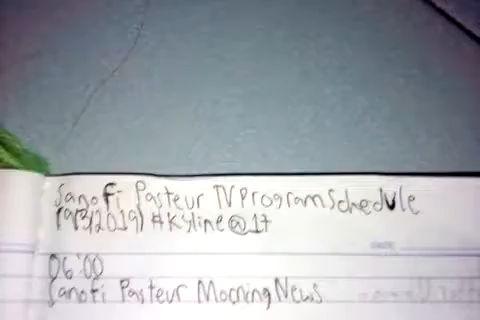 Sanofi Pasteur TV Program Schedule
(9/3/2019) #Kyline@17
06:00
Sanofi Pasteur Morning News